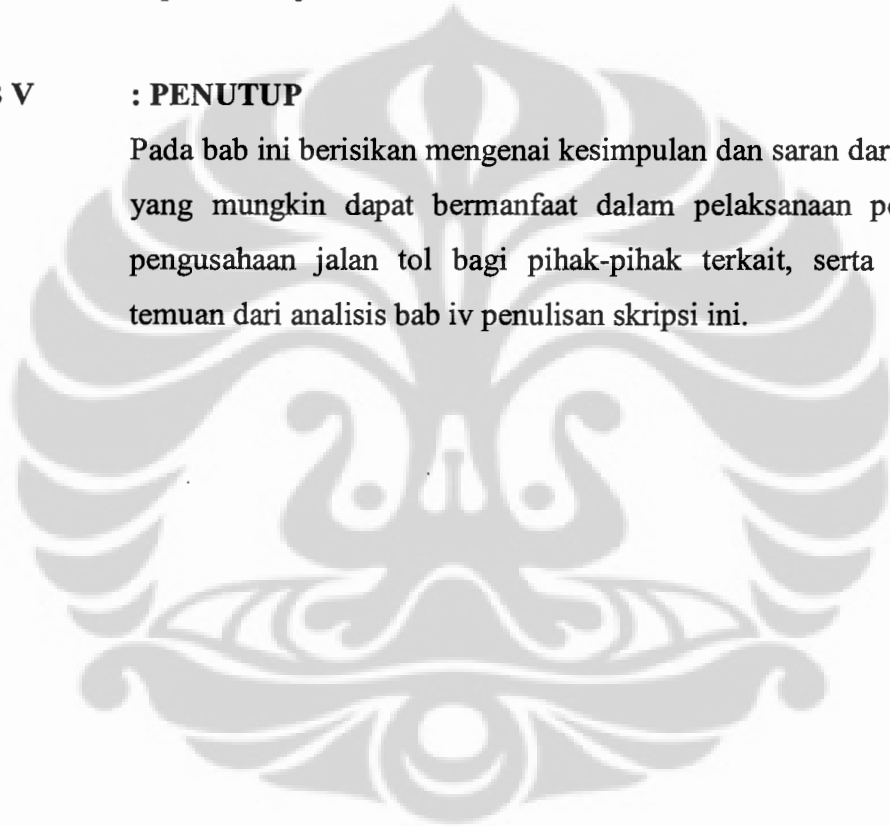 V : PENUTUP
Pada bab ini berisikan mengenai kesimpulan dan saran dar
yang mungkin dapat bermanfaat dalam pelaksanaan
pengusahaan jalan tol bagi pihak-pihak terkait, serta
temuan dari analisis bab iv penulisan skripsi ini.